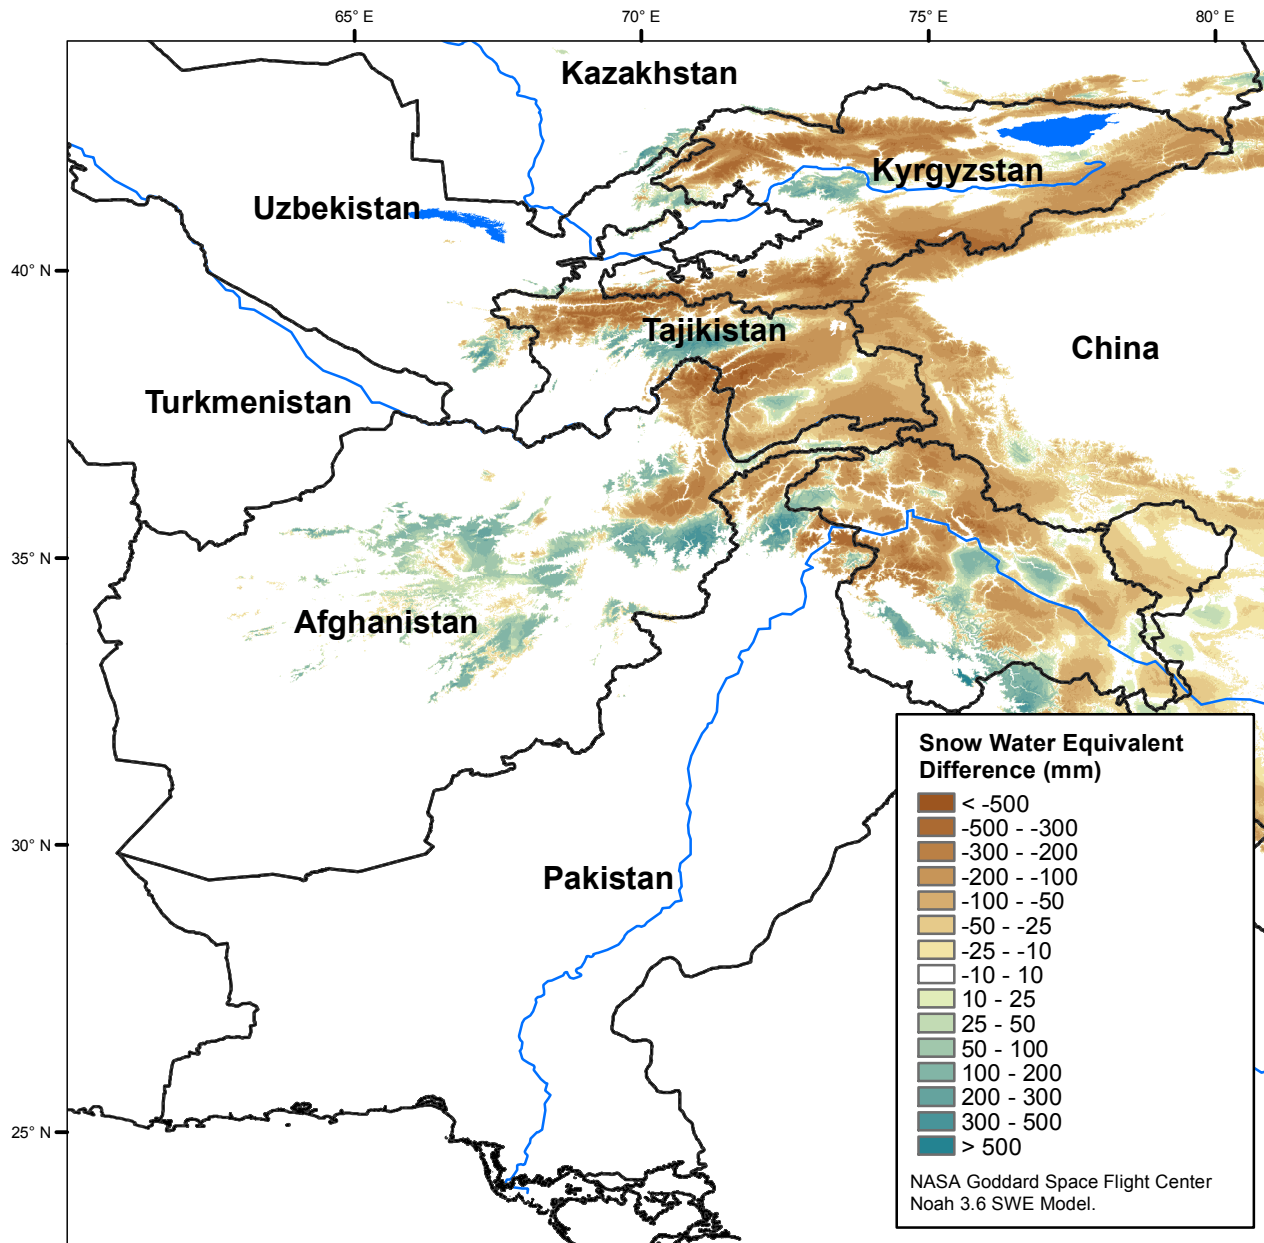 65° E
70° E
75° E
80° E
Kazakhstan
Kyrgyzstan
Uzbekistan
40° N
Tajikistan
China
Turkmenistan
35° N
Afghanistan
Snow Water Equivalent
Difference (mm)
< -500
-500 - -300
-300 - -200
-200 - -100
-100 - -50
-50 - -25
-25 - -10
-10 - 10
10 - 25
25 - 50
50 - 100
100 - 200
200 - 300
300 - 500
> 500
NASA Goddard Space Flight Center
Noah 3.6 SWE Model.
30° N
Pakistan
25° N